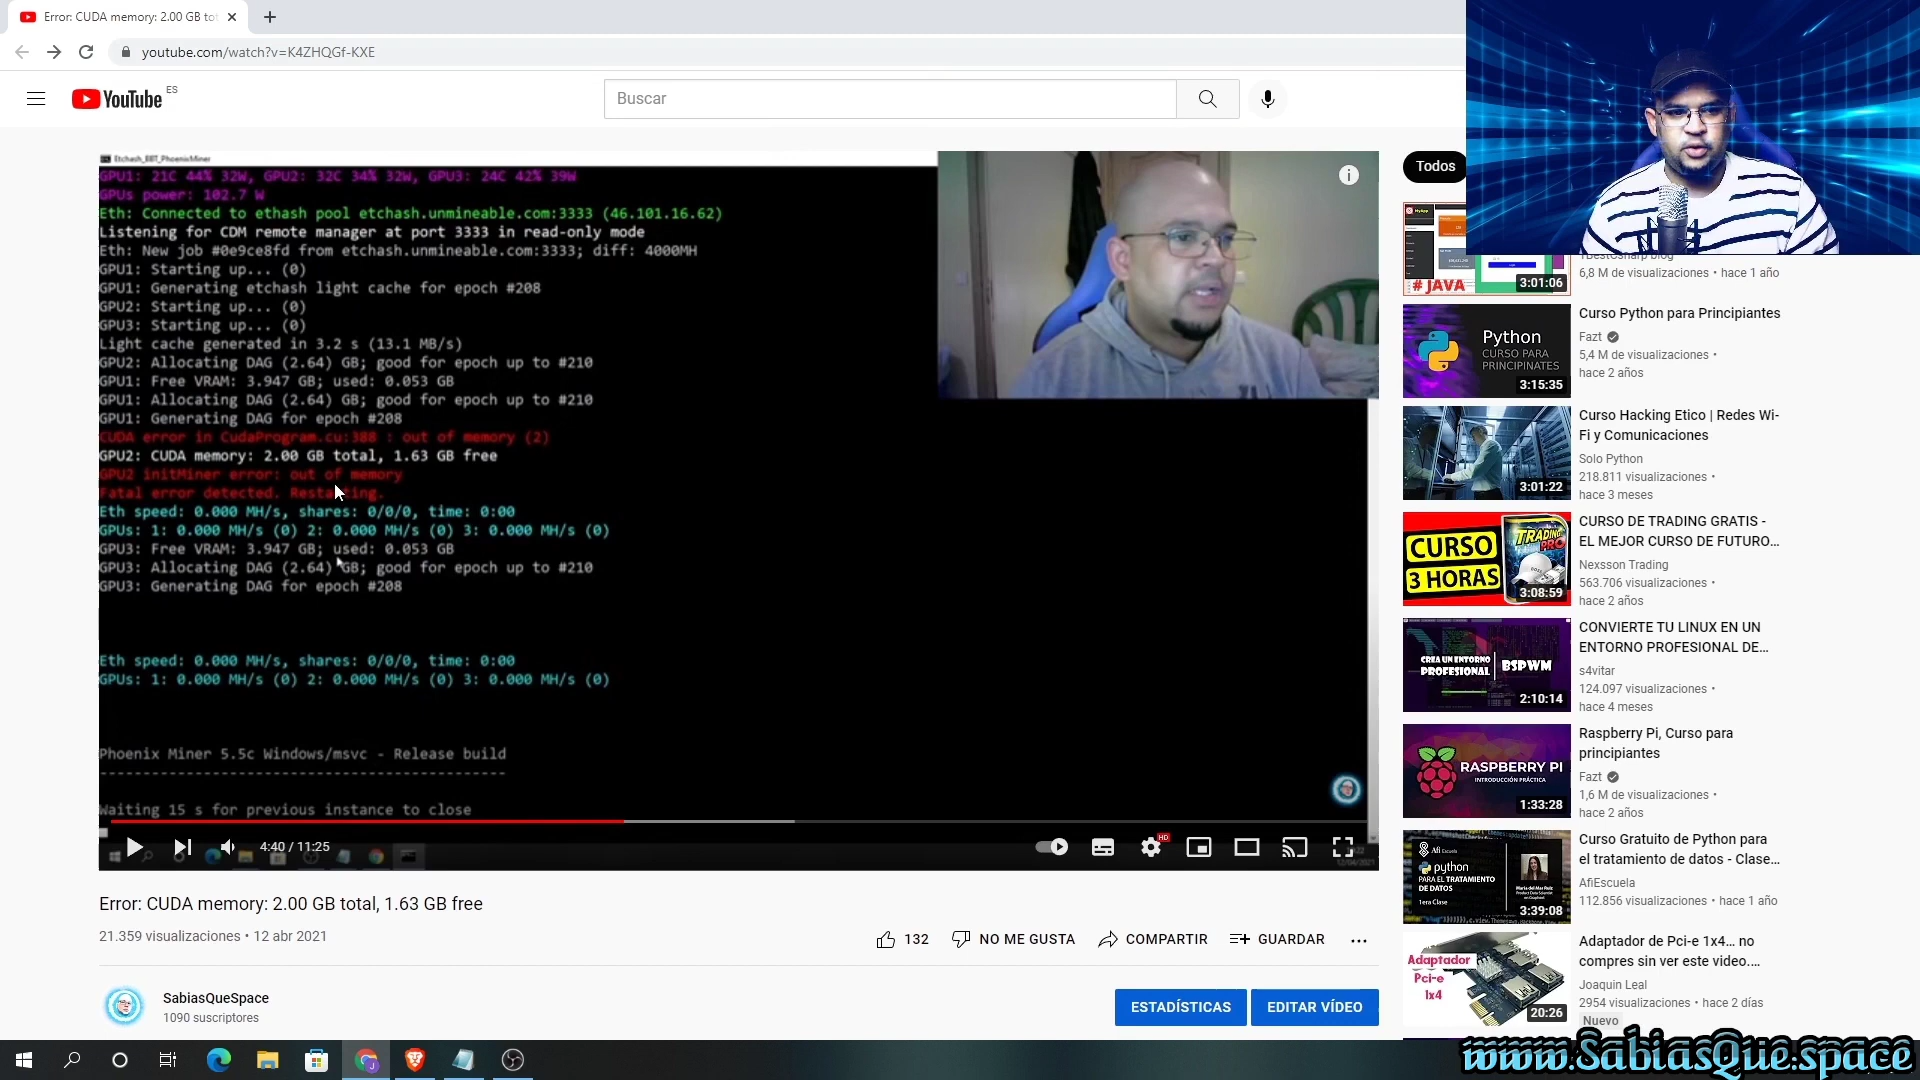 Error: CUDA memory: 2.00 GB tot
youtube.com/watch?v=K4ZHQGf-KXE
YouTube ES
Buscar
Etchash_BBT_PhoenixMiner
GPU1: 21C 44% 32W, GPU2: 32C 34% 32W, GPU3: 24C 42% 39W
GPUs power: 102.7 W
Eth: Connected to ethash pool etchash.unmineable.com:3333 (46.101.16.62)
Listening for CDM remote manager at port 3333 in read-only mode
Eth: New job #0e9ce8fd from etchash.unmineable.com:3333; diff: 4000MH
GPU1: Starting up... (0)
GPU1: Generating etchash light cache for epoch #208
GPU2: Starting up... (0)
GPU3: Starting up... (0)
Light cache generated in 3.2 s (13.1 MB/s)
GPU2: Allocating DAG (2.64) GB; good for epoch up to #210
GPU1: Free VRAM: 3.947 GB; used: 0.053 GB
GPU1: Allocating DAG (2.64) GB; good for epoch up to #210
GPU1: Generating DAG for epoch #208
CUDA error in CudaProgram.cu:388 : out of memory (2)
GPU2: CUDA memory: 2.00 GB total, 1.63 GB free
GPU2 initMiner error: out of memory
Fatal error detected. Restarting.
Eth speed: 0.000 MH/s, shares: 0/0/0, time: 0:00
GPUs: 1: 0.000 MH/s (0) 2: 0.000 MH/s (0) 3: 0.000 MH/s (0)
GPU3: Free VRAM: 3.947 GB; used: 0.053 GB
GPU3: Allocating DAG (2.64) GB; good for epoch up to #210
GPU3: Generating DAG for epoch #208
Eth speed: 0.000 MH/s, shares: 0/0/0, time: 0:00
GPUs: 1: 0.000 MH/s (0) 2: 0.000 MH/s (0) 3: 0.000 MH/s (0)
Phoenix Miner 5.5c Windows/msvc - Release build
-----------------------------------------------
Waiting 15 s for previous instance to close
4:40 / 11:25
HD
Error: CUDA memory: 2.00 GB total, 1.63 GB free
21.359 visualizaciones • 12 abr 2021
132 NO ME GUSTA COMPARTIR GUARDAR
SabiasQueSpace
1090 suscriptores
ESTADÍSTICAS EDITAR VÍDEO
Todos
# JAVA
3:01:06
6,8 M de visualizaciones • hace 1 año
Python
CURSO PARA
PRINCIPINATES
3:15:35
Curso Python para Principiantes
Fazt
5,4 M de visualizaciones •
hace 2 años
3:01:22
Curso Hacking Etico | Redes Wi-
Fi y Comunicaciones
Solo Python
218.811 visualizaciones •
hace 3 meses
CURSO
3 HORAS
TRADING
PRO
3:08:59
CURSO DE TRADING GRATIS -
EL MEJOR CURSO DE FUTURO...
Nexsson Trading
563.706 visualizaciones •
hace 2 años
CREA UN ENTORNO
PROFESIONAL
BSPWM
2:10:14
CONVIERTE TU LINUX EN UN
ENTORNO PROFESIONAL DE...
s4vitar
124.097 visualizaciones •
hace 4 meses
RASPBERRY PI
INTRODUCCIÓN PRÁCTICA
1:33:28
Raspberry Pi, Curso para
principiantes
Fazt
1,6 M de visualizaciones •
hace 2 años
Afi Escuela
python
PARA EL TRATAMIENTO
DE DATOS
1era Clase
3:39:08
Curso Gratuito de Python para
el tratamiento de datos - Clase...
AfiEscuela
112.856 visualizaciones • hace 1 año
Adaptador
Pci-e
1x4
20:26
Adaptador de Pci-e 1x4... no
compres sin ver este video....
Joaquin Leal
2954 visualizaciones • hace 2 días
Nuevo
www.SabiasQue.space